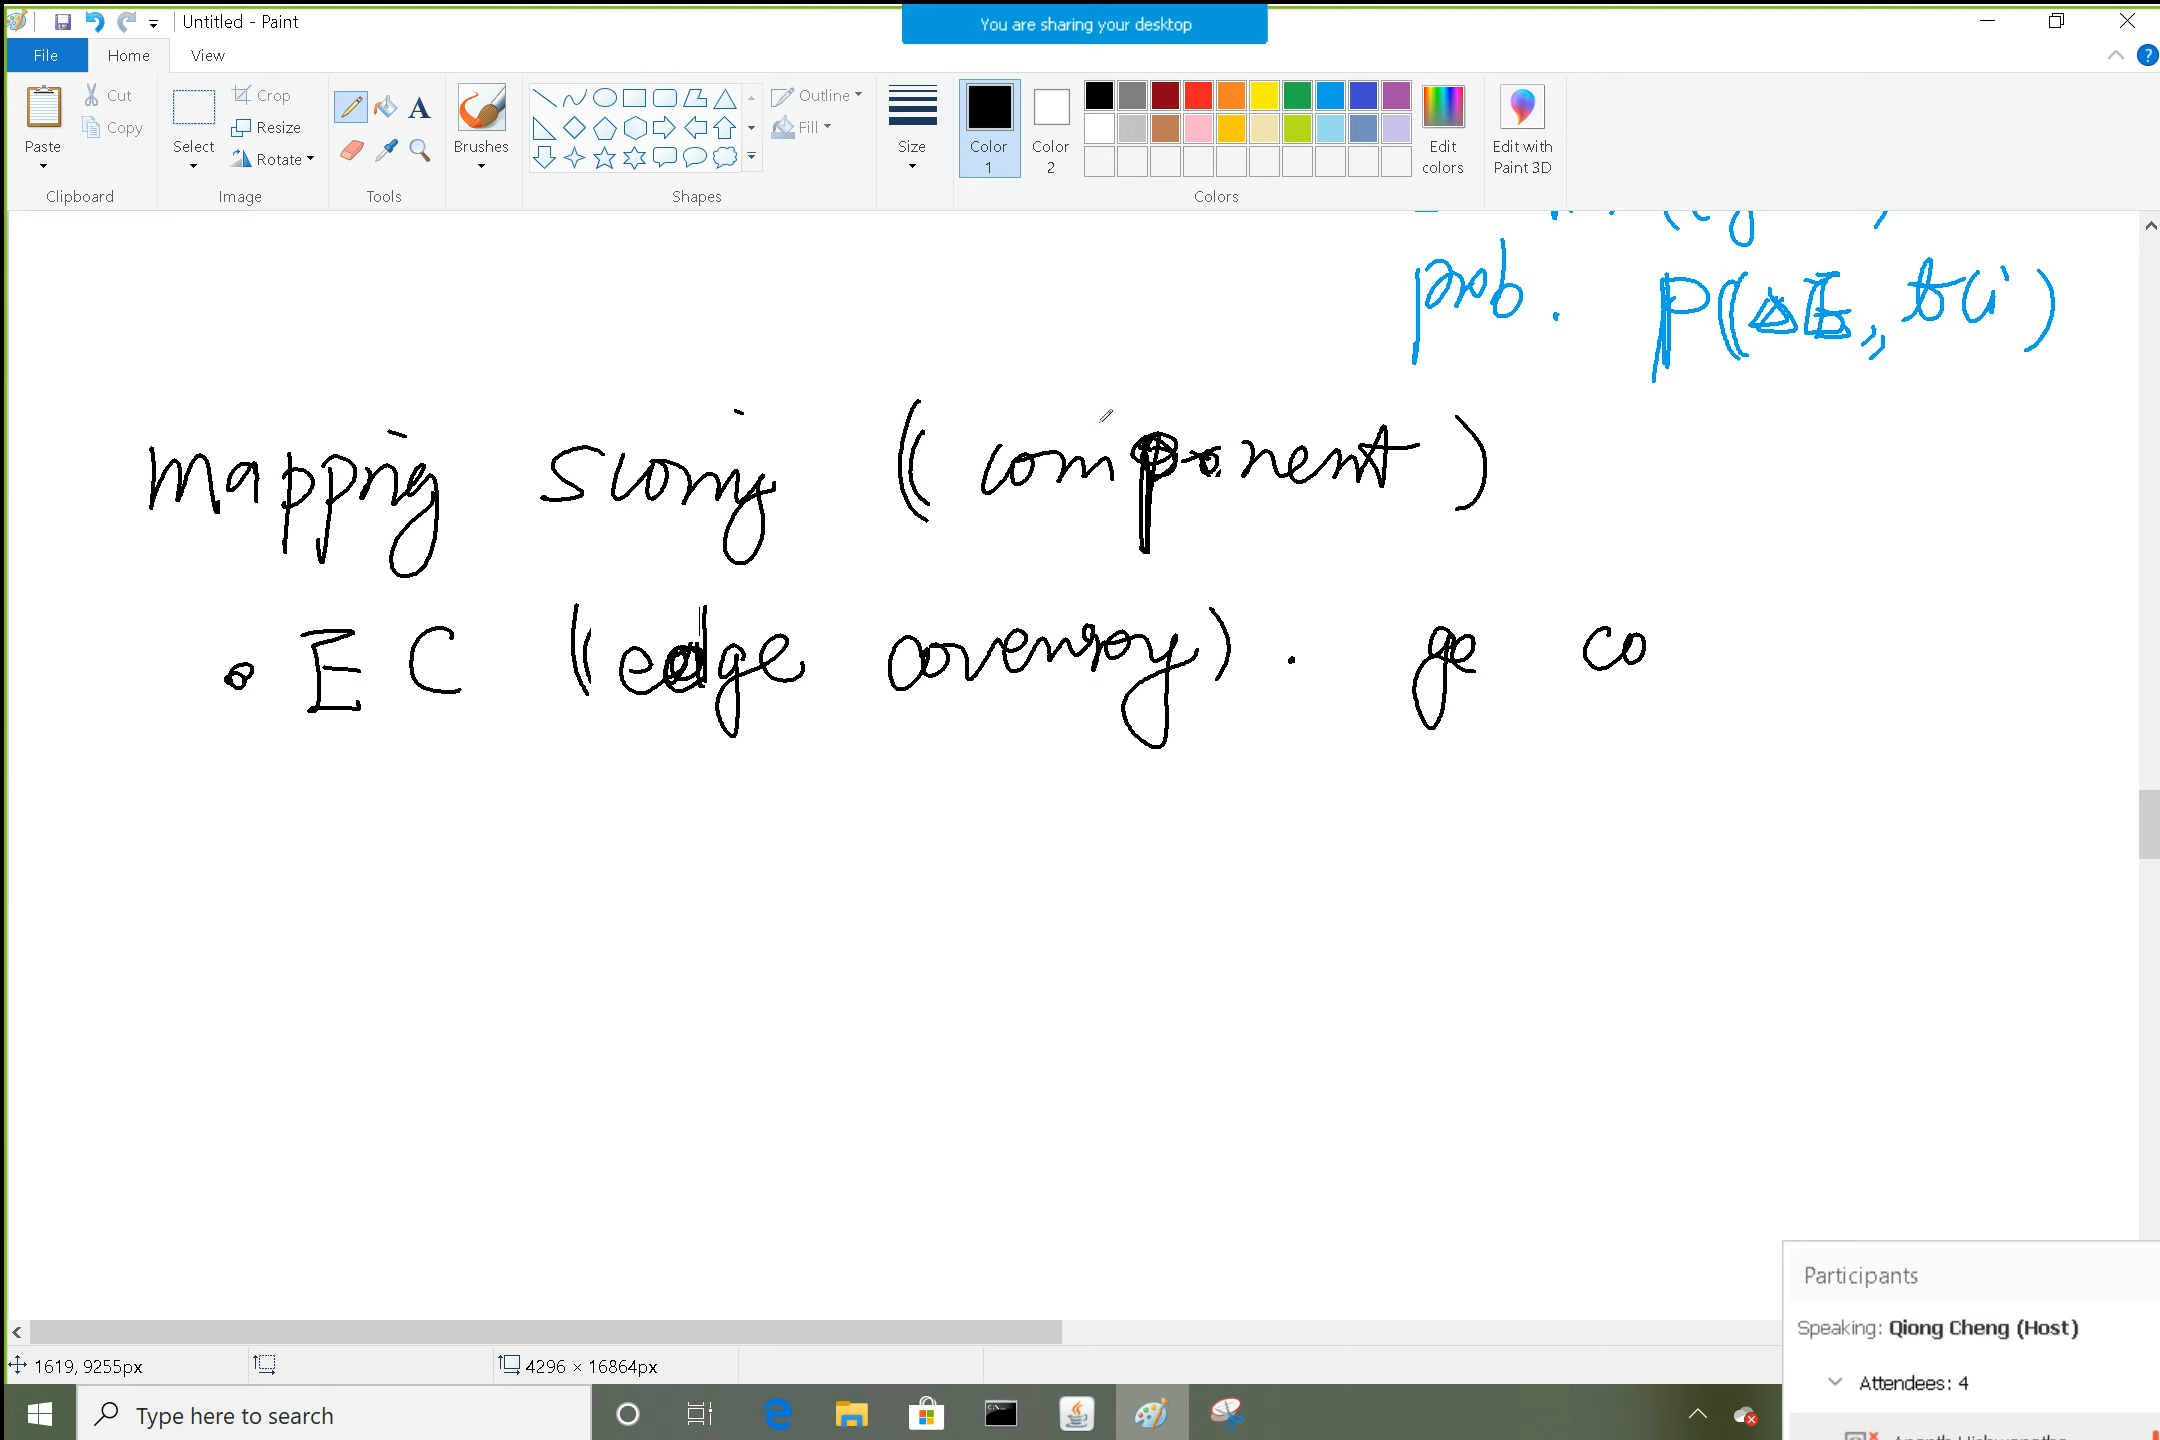 Untitled - Paint
You are sharing your desktop
File Home View
Paste
Cut
Copy
Clipboard
Select
Crop
Resize
Rotate
Image
Tools
Brushes
Shapes
Outline
Fill
Size
Color 1
Color 2
Colors
Edit colors
Edit with Paint 3D
prob. P(ΔE,
mapping scoring (component)
EC (edge coverage). ge co
Participants
Speaking: Qiong Cheng (Host)
Attendees: 4
1619, 9255px
4296 × 16864px
Type here to search